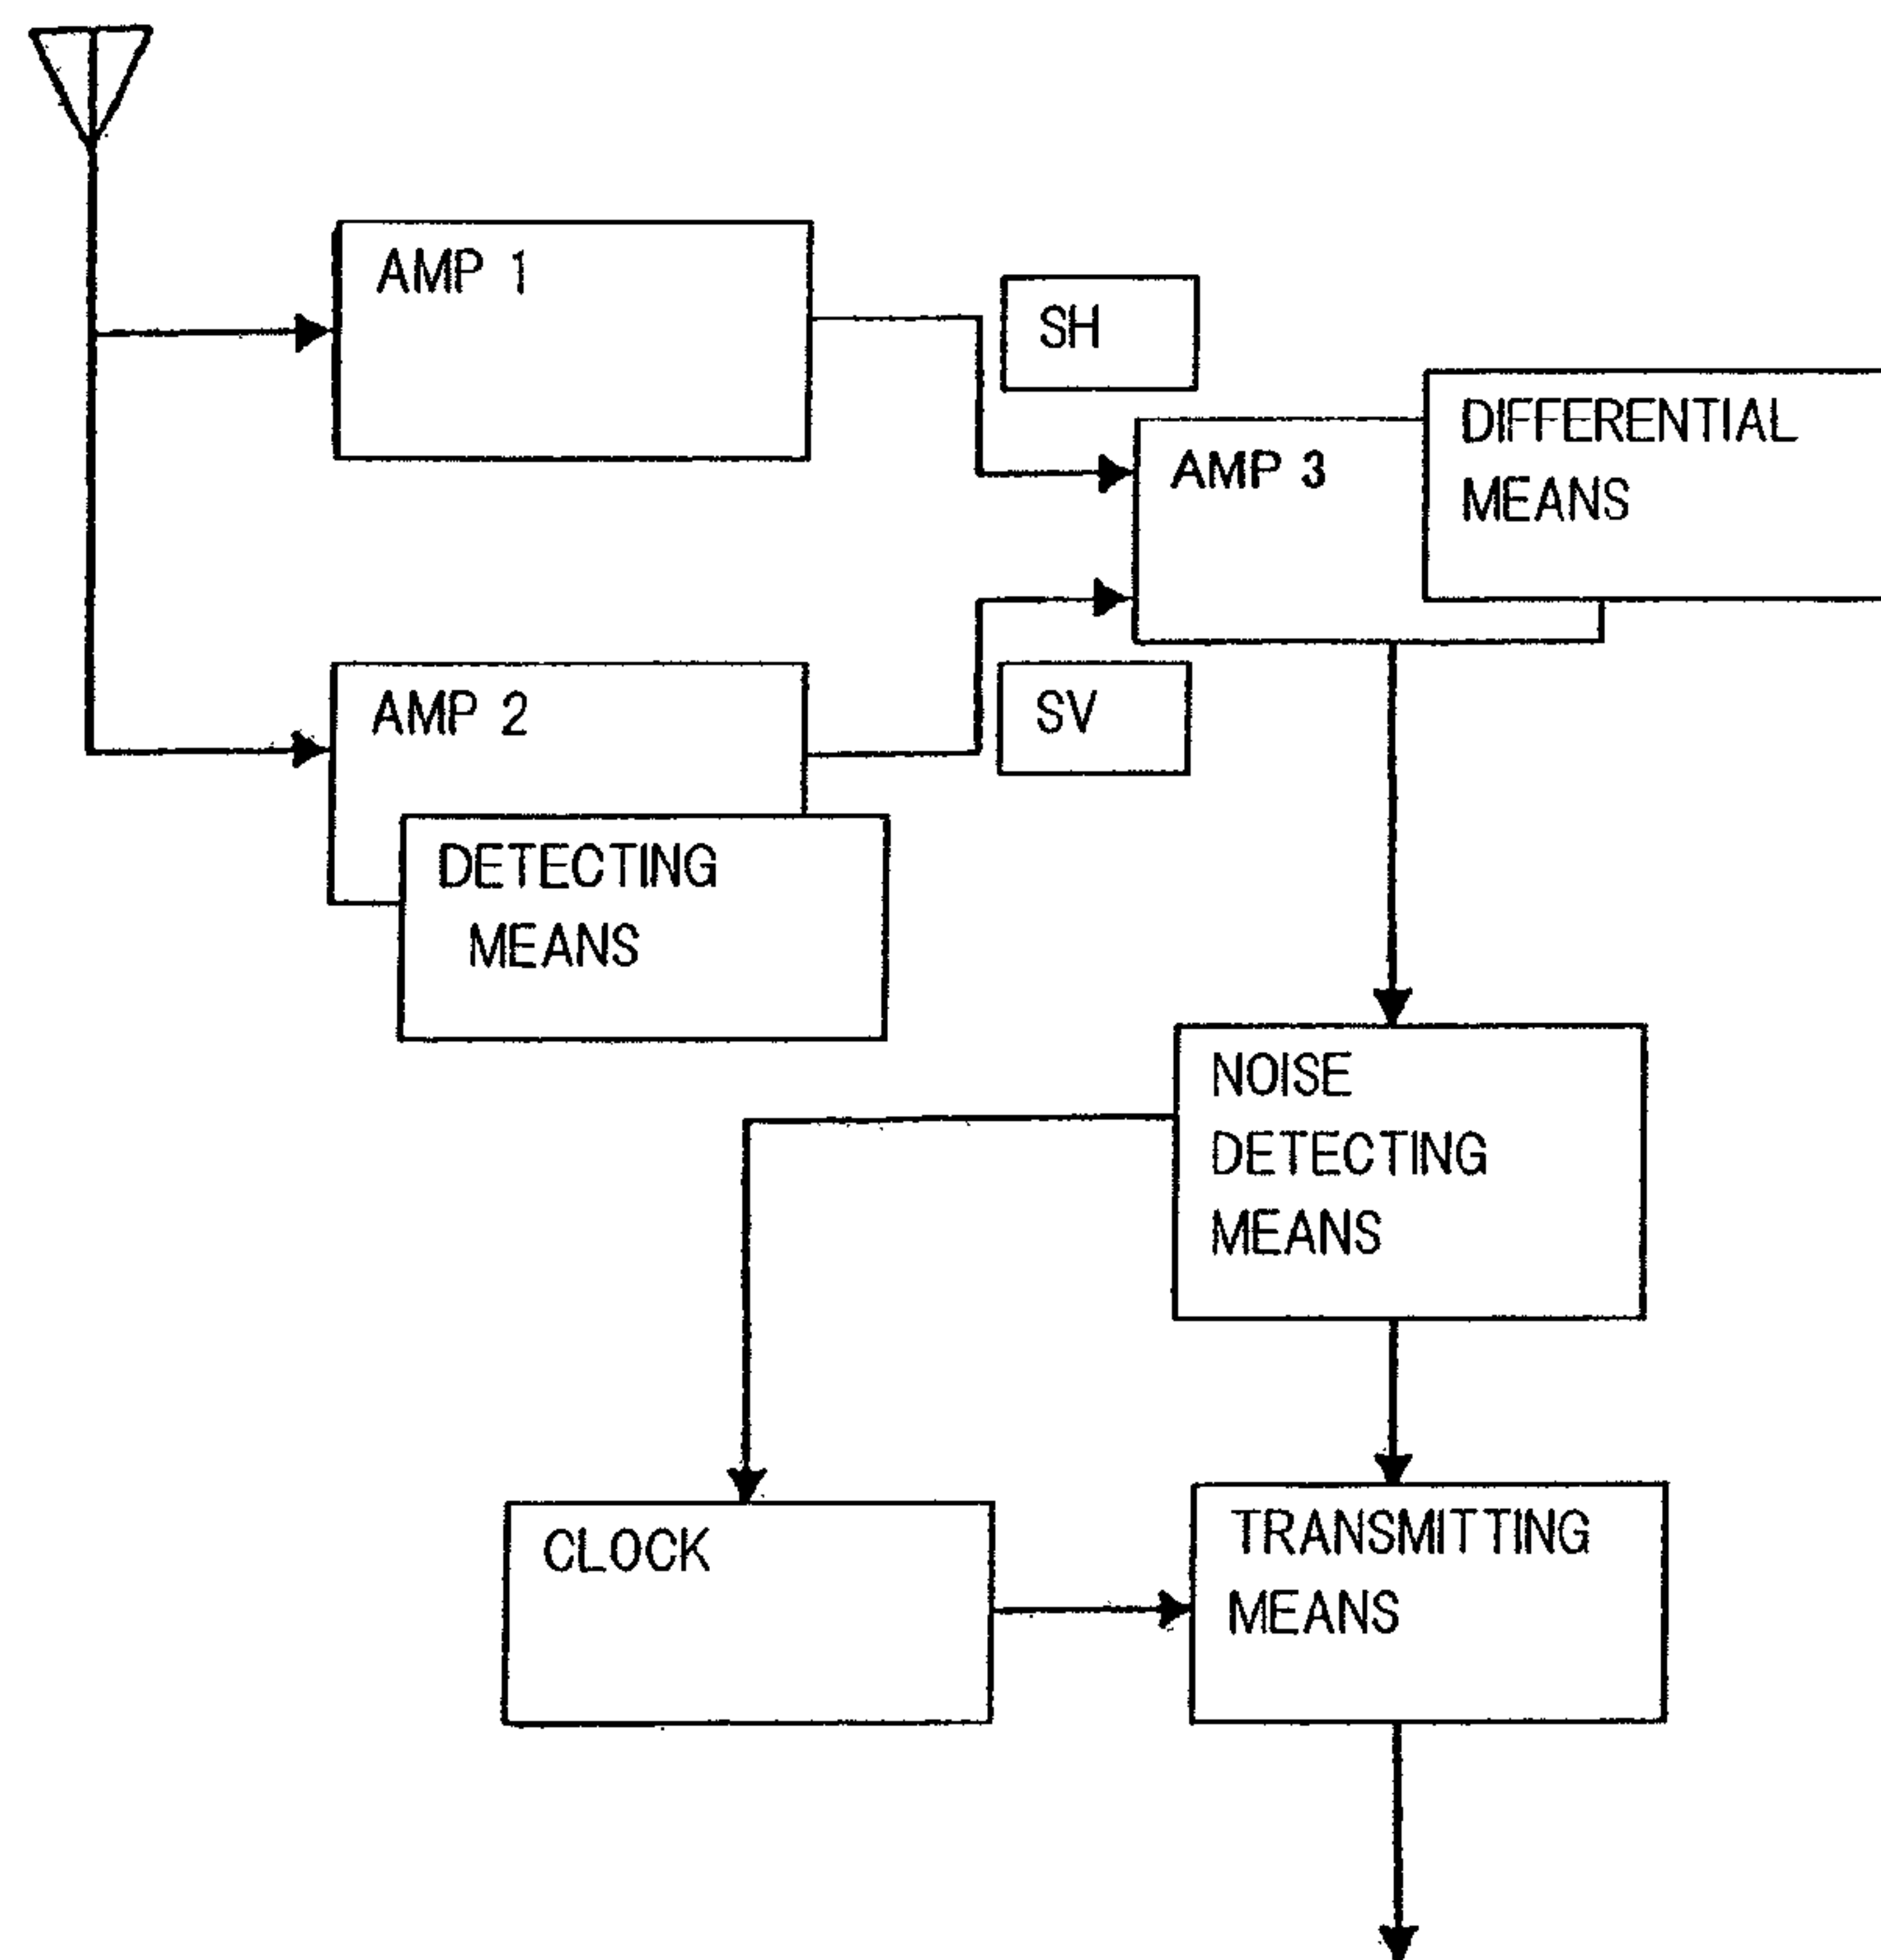 AMP 1
SH
DIFFERENTIAL
MEANS
AMP 3
AMP 2
SV
DETECTING
MEANS
NOISE
DETECTING
MEANS
CLOCK
TRANSMITTING
MEANS